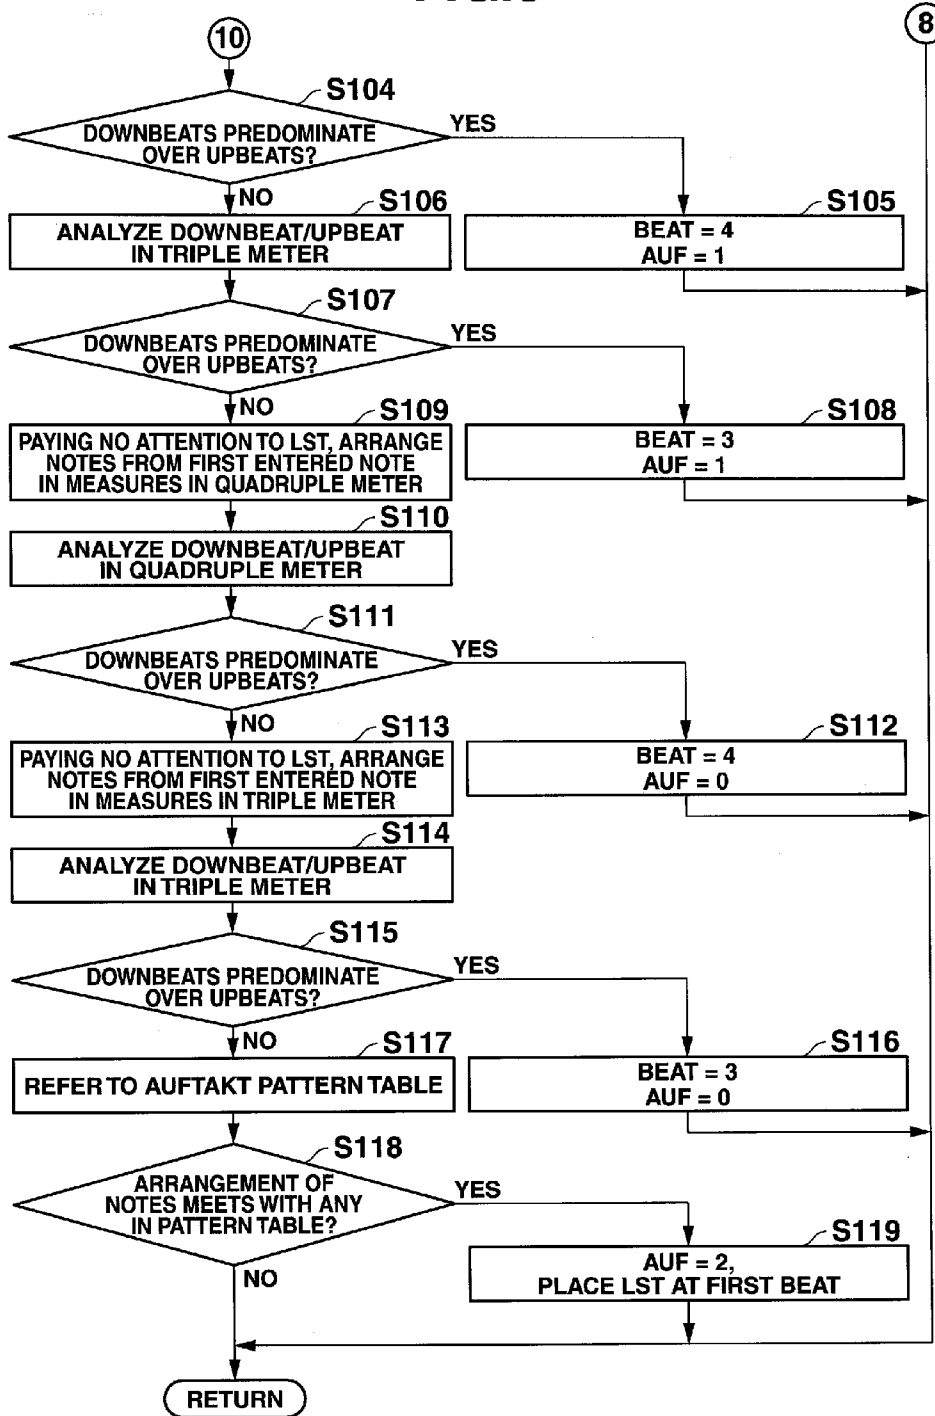 10
8
S104
DOWNBEATS PREDOMINATE
OVER UPBEATS?
YES
NO
S106
ANALYZE DOWNBEAT/UPBEAT
IN TRIPLE METER
S105
BEAT = 4
AUF = 1
S107
DOWNBEATS PREDOMINATE
OVER UPBEATS?
YES
NO
S109
PAYING NO ATTENTION TO LST, ARRANGE
NOTES FROM FIRST ENTERED NOTE
IN MEASURES IN QUADRUPLE METER
S108
BEAT = 3
AUF = 1
S110
ANALYZE DOWNBEAT/UPBEAT
IN QUADRUPLE METER
S111
DOWNBEATS PREDOMINATE
OVER UPBEATS?
YES
NO
S113
PAYING NO ATTENTION TO LST, ARRANGE
NOTES FROM FIRST ENTERED NOTE
IN MEASURES IN TRIPLE METER
S112
BEAT = 4
AUF = 0
S114
ANALYZE DOWNBEAT/UPBEAT
IN TRIPLE METER
S115
DOWNBEATS PREDOMINATE
OVER UPBEATS?
YES
NO
S117
REFER TO AUFTAKT PATTERN TABLE
S116
BEAT = 3
AUF = 0
S118
ARRANGEMENT OF
NOTES MEETS WITH ANY
IN PATTERN TABLE?
YES
NO
S119
AUF = 2,
PLACE LST AT FIRST BEAT
RETURN